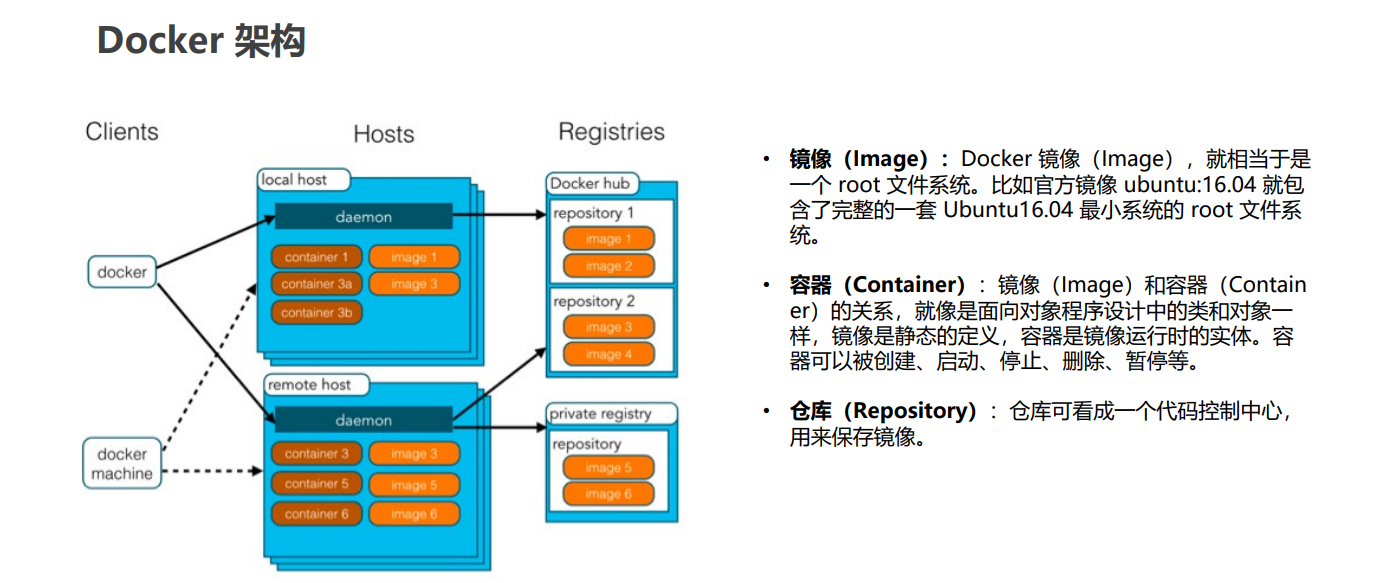 Docker 架构
Clients
Hosts
Registries
local host
daemon
container 1
image 1
container 3a
image 3
container 3b
docker
docker
machine
remote host
daemon
container 3
image 3
container 5
image 5
container 6
image 6
Docker hub
repository 1
image 1
image 2
repository 2
image 3
image 4
private registry
repository
image 5
image 6
• 镜像（Image）：Docker 镜像（Image），就相当于是
一个 root 文件系统。比如官方镜像 ubuntu:16.04 就包
含了完整的一套 Ubuntu16.04 最小系统的 root 文件系
统。
• 容器（Container）：镜像（Image）和容器（Contain
er）的关系，就像是面向对象程序设计中的类和对象一
样，镜像是静态的定义，容器是镜像运行时的实体。容
器可以被创建、启动、停止、删除、暂停等。
• 仓库（Repository）：仓库可看成一个代码控制中心，
用来保存镜像。